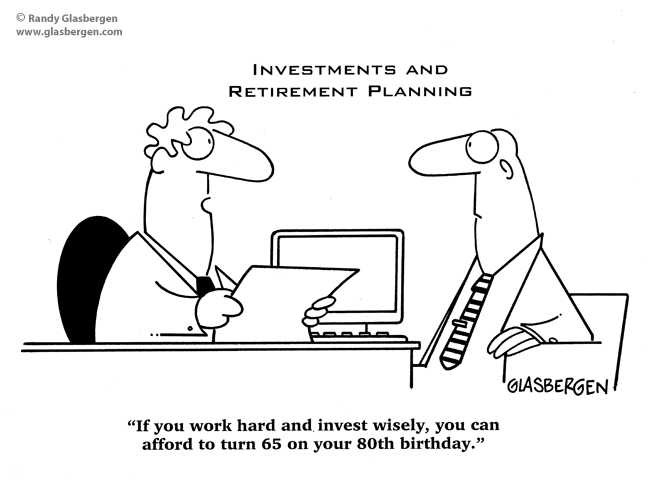 © Randy Glasbergen
www.glasbergen.com
Investments and
Retirement Planning
GLASBERGEN
“If you work hard and invest wisely, you can
afford to turn 65 on your 80th birthday.”